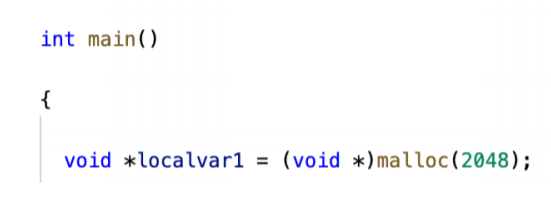 int main()
{
void *localvar1 = (void *)malloc(2048);